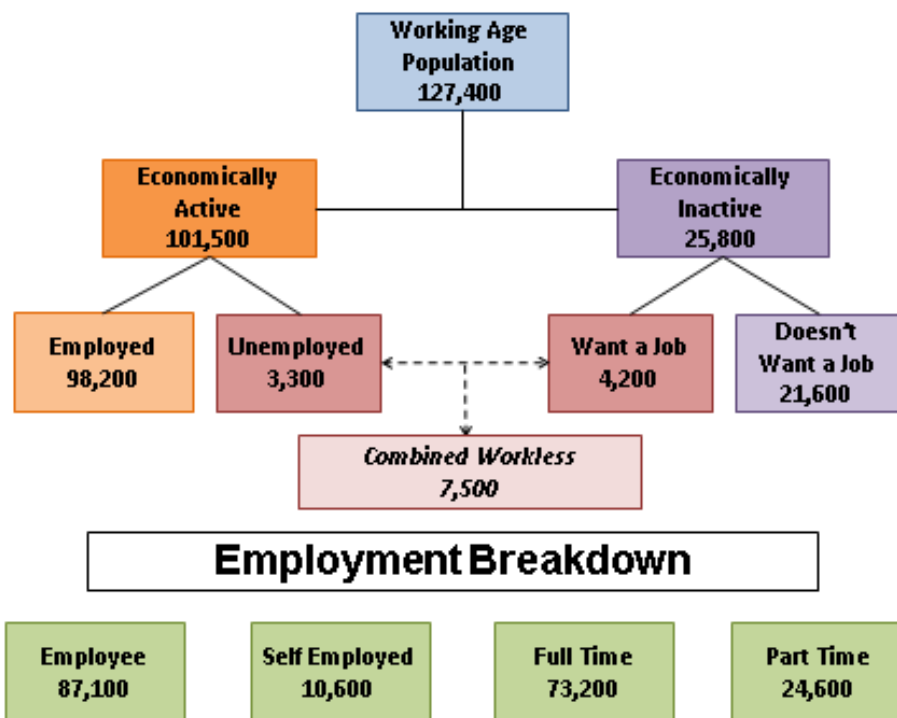 Working Age
Population
127,400
Economically
Active
101,500
Economically
Inactive
25,800
Employed
98,200
Unemployed
3,300
Want a Job
4,200
Doesn't
Want a Job
21,600
Combined Workless
7,500
Employment Breakdown
Employee
87,100
Self Employed
10,600
Full Time
73,200
Part Time
24,600